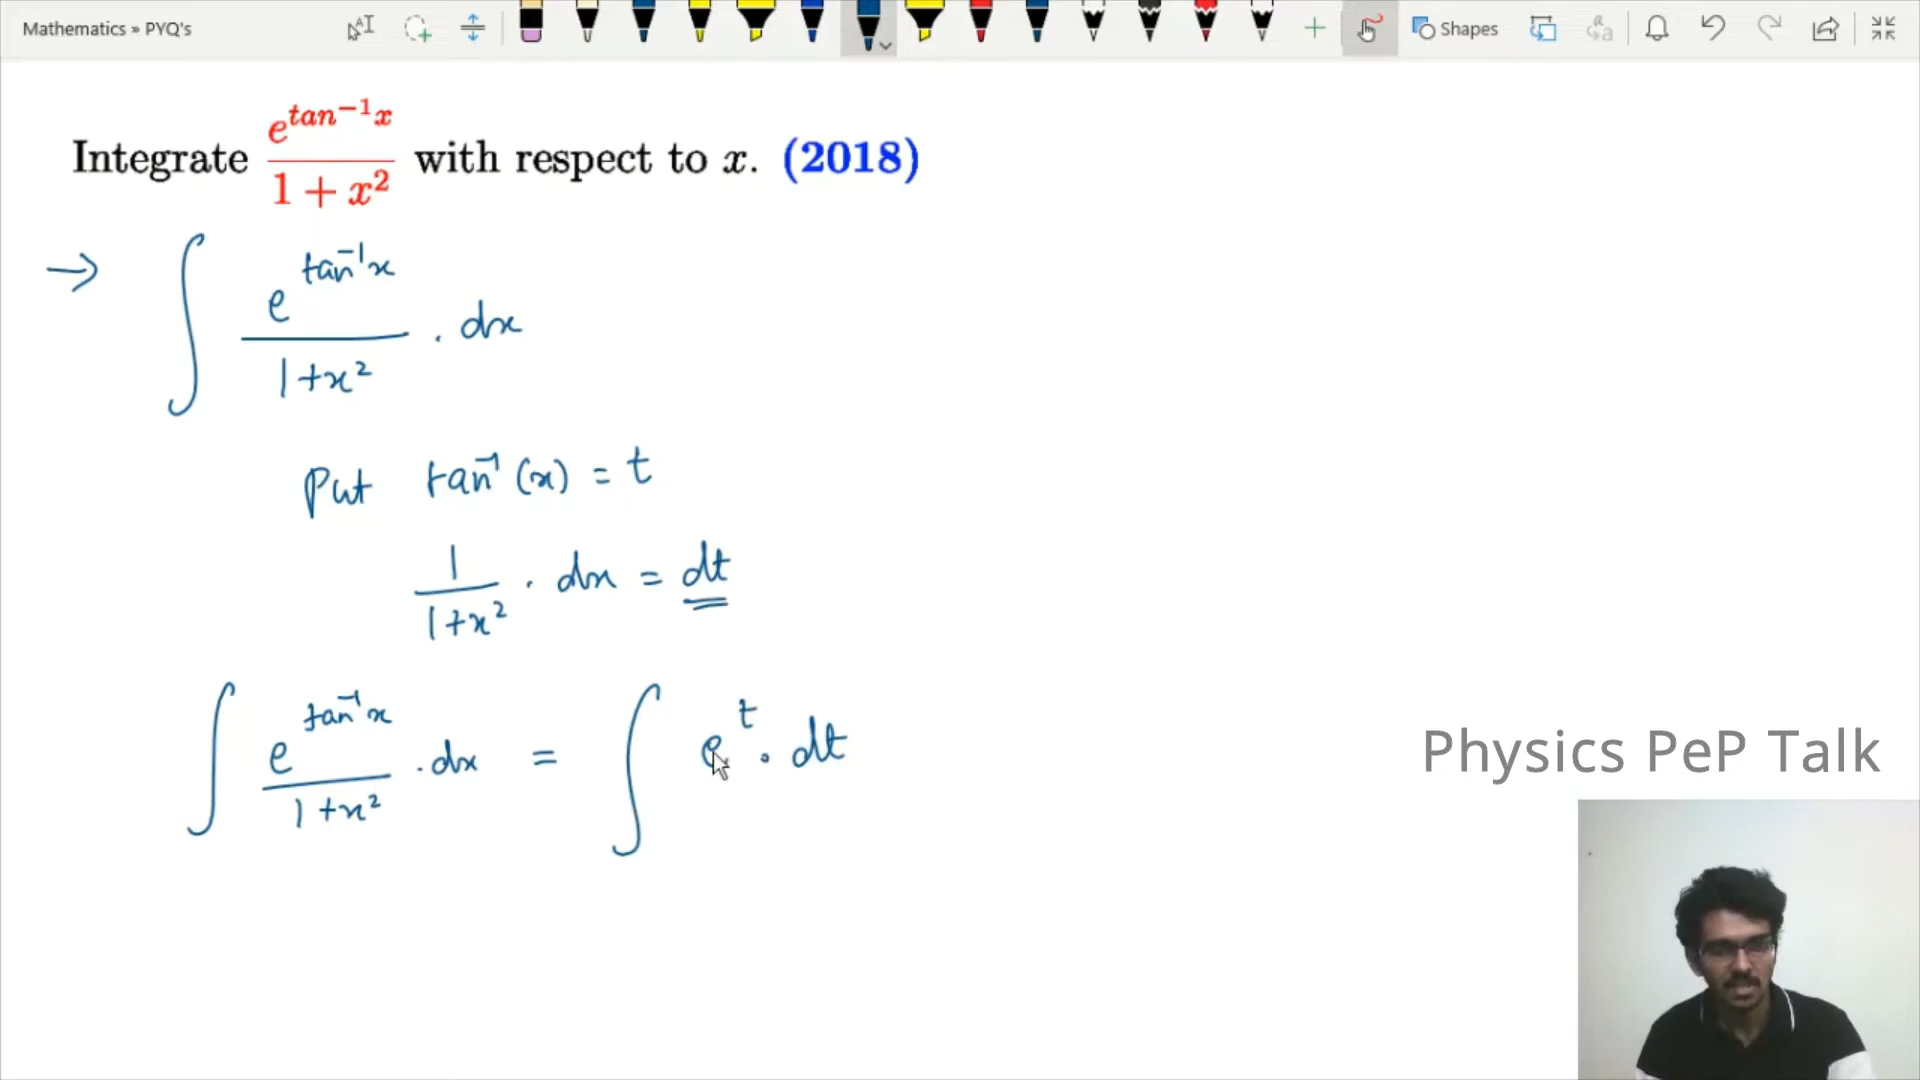 Mathematics » PYQ's
Shapes
Integrate e^{tan^{-1}x}/(1 + x^2) with respect to x. (2018)
→ ∫ e^{tan^{-1}x}/(1+x^2) . dx
Put tan^{-1}(x) = t
1/(1+x^2) . dx = dt
∫ e^{tan^{-1}x}/(1+x^2) .dx = ∫ e^t . dt
Physics PeP Talk